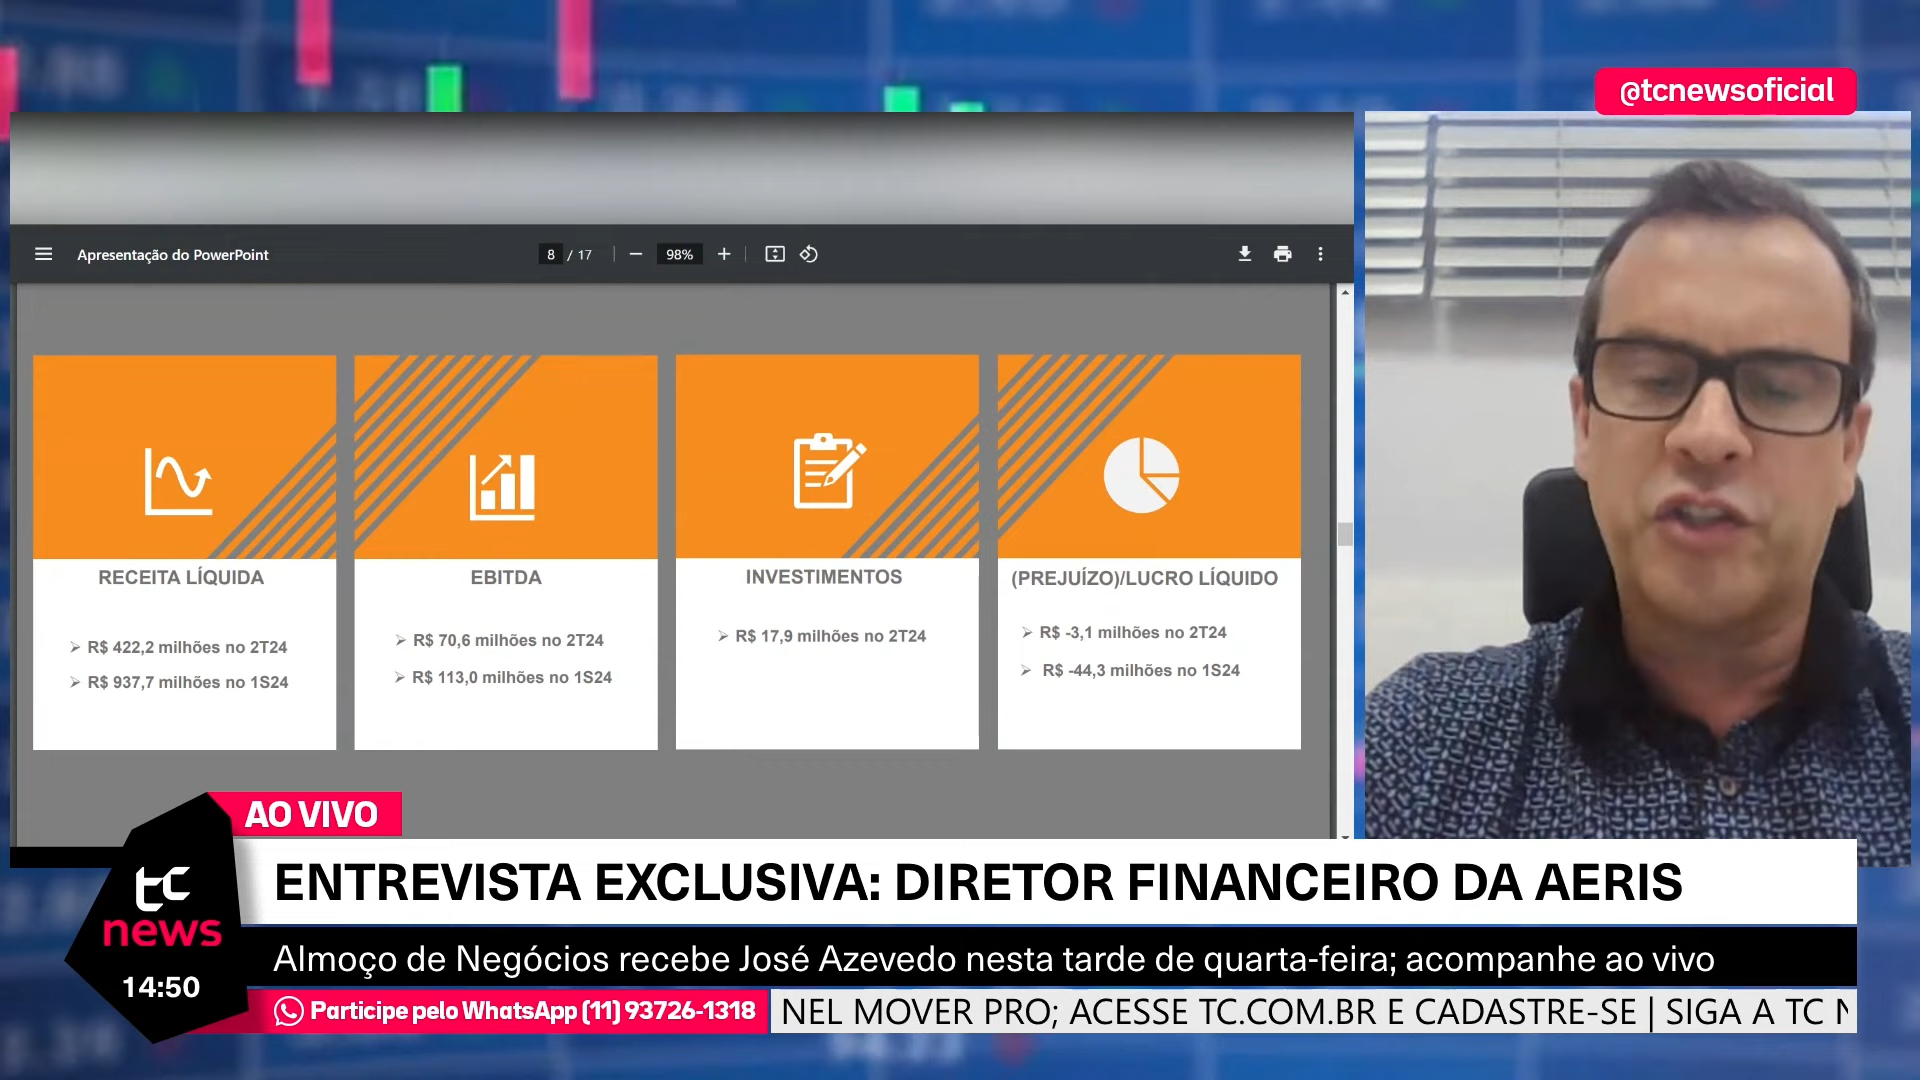 @tcnewsoficial
Apresentação do PowerPoint
8 / 17
98%
RECEITA LÍQUIDA
➢ R$ 422,2 milhões no 2T24
➢ R$ 937,7 milhões no 1S24
EBITDA
➢ R$ 70,6 milhões no 2T24
➢ R$ 113,0 milhões no 1S24
INVESTIMENTOS
➢ R$ 17,9 milhões no 2T24
(PREJUÍZO)/LUCRO LÍQUIDO
➢ R$ -3,1 milhões no 2T24
➢ R$ -44,3 milhões no 1S24
AO VIVO
tc
news
14:50
ENTREVISTA EXCLUSIVA: DIRETOR FINANCEIRO DA AERIS
Almoço de Negócios recebe José Azevedo nesta tarde de quarta-feira; acompanhe ao vivo
Participe pelo WhatsApp (11) 93726-1318
NEL MOVER PRO; ACESSE TC.COM.BR E CADASTRE-SE | SIGA A TC